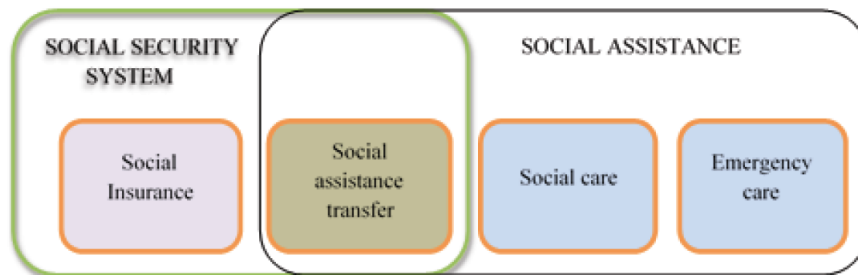 SOCIAL SECURITY
SYSTEM
SOCIAL ASSISTANCE
Social
Insurance
Social
assistance
transfer
Social care
Emergency
care